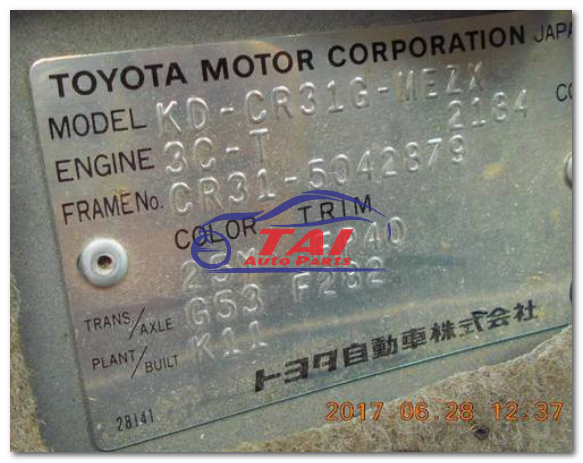 TOYOTA MOTOR CORPORATION JAPA
MODEL KD-CR31G-MEZX
ENGINE 3C-T 2184 CC
FRAME No. CR31-5042879
COLOR TRIM
TAI
Auto Parts
TRANS/AXLE G53 F282
PLANT/BUILT K11
トヨタ自動車株式会社
28141
2017 06 28 12:37